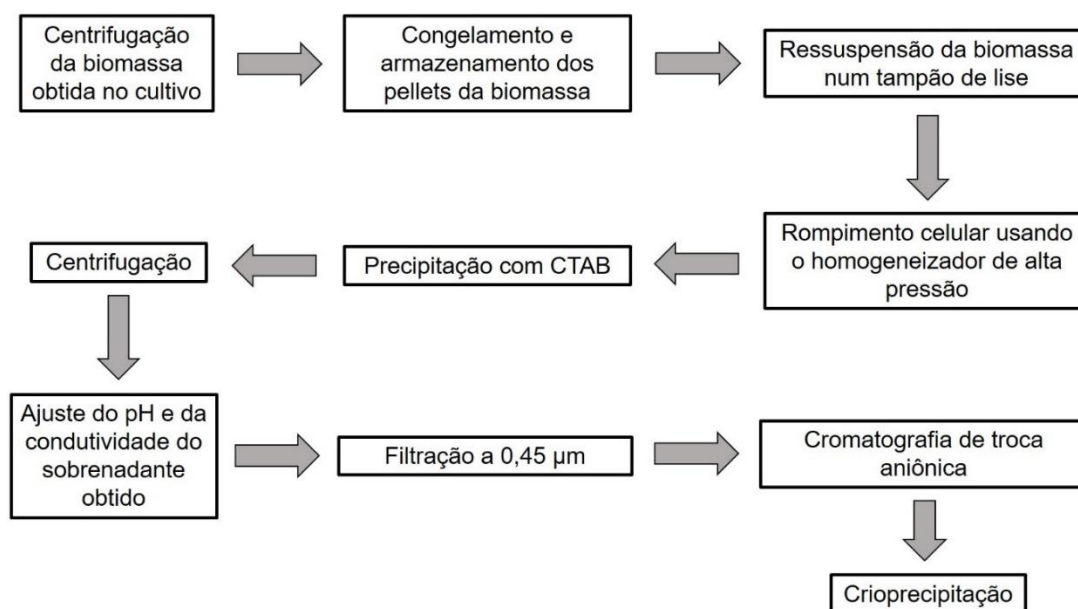 Centrifugação
da biomassa
obtida no cultivo
Congelamento e
armazenamento dos
pellets da biomassa
Ressuspensão da biomassa
num tampão de lise
Rompimento celular usando
o homogeneizador de alta
pressão
Precipitação com CTAB
Centrifugação
Ajuste do pH e da
condutividade do
sobrenadante
obtido
Filtração a 0,45 µm
Cromatografia de troca
aniônica
Crioprecipitação